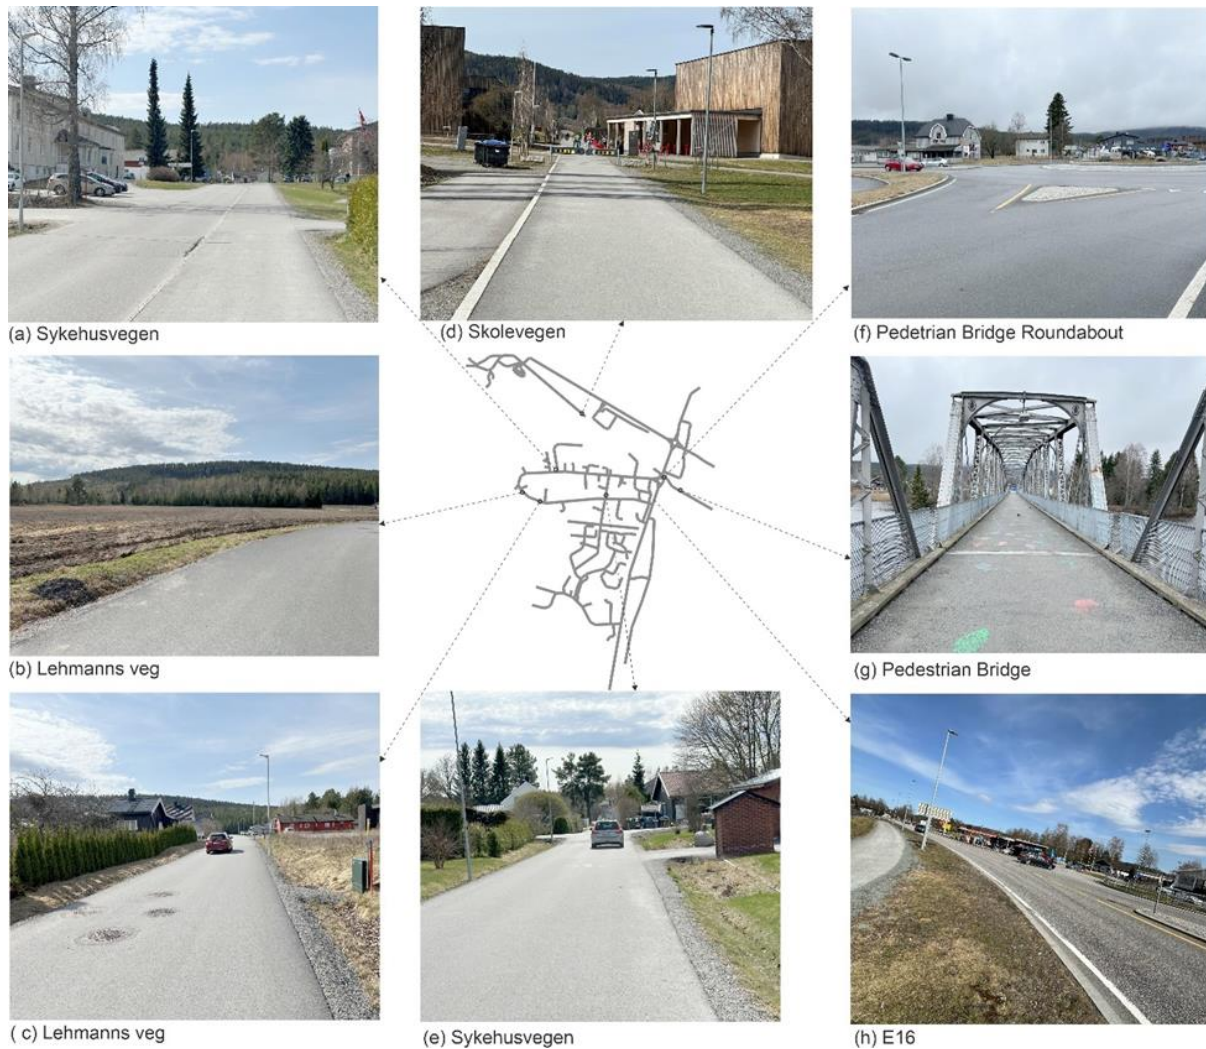 (a) Sykehusvegen
(d) Skolevegen
(f) Pedetrian Bridge Roundabout
(b) Lehmanns veg
(g) Pedestrian Bridge
( c) Lehmanns veg
(e) Sykehusvegen
(h) E16